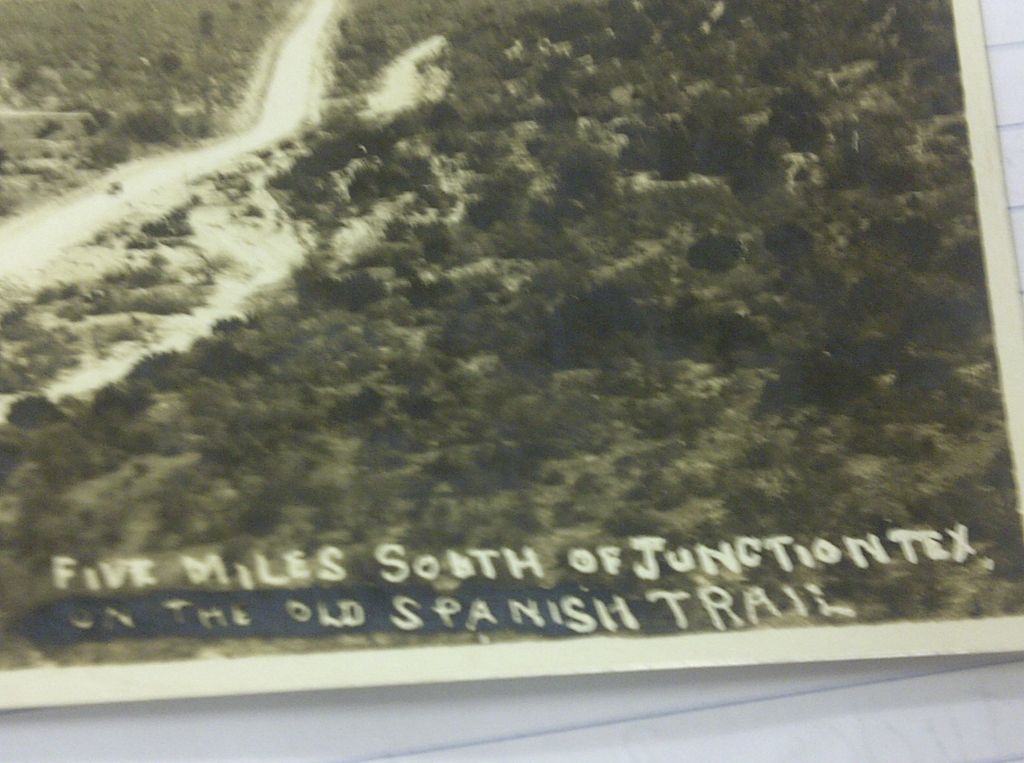 FIVE MILES SOUTH OF JUNCTION TEX.
ON THE OLD SPANISH TRAIL